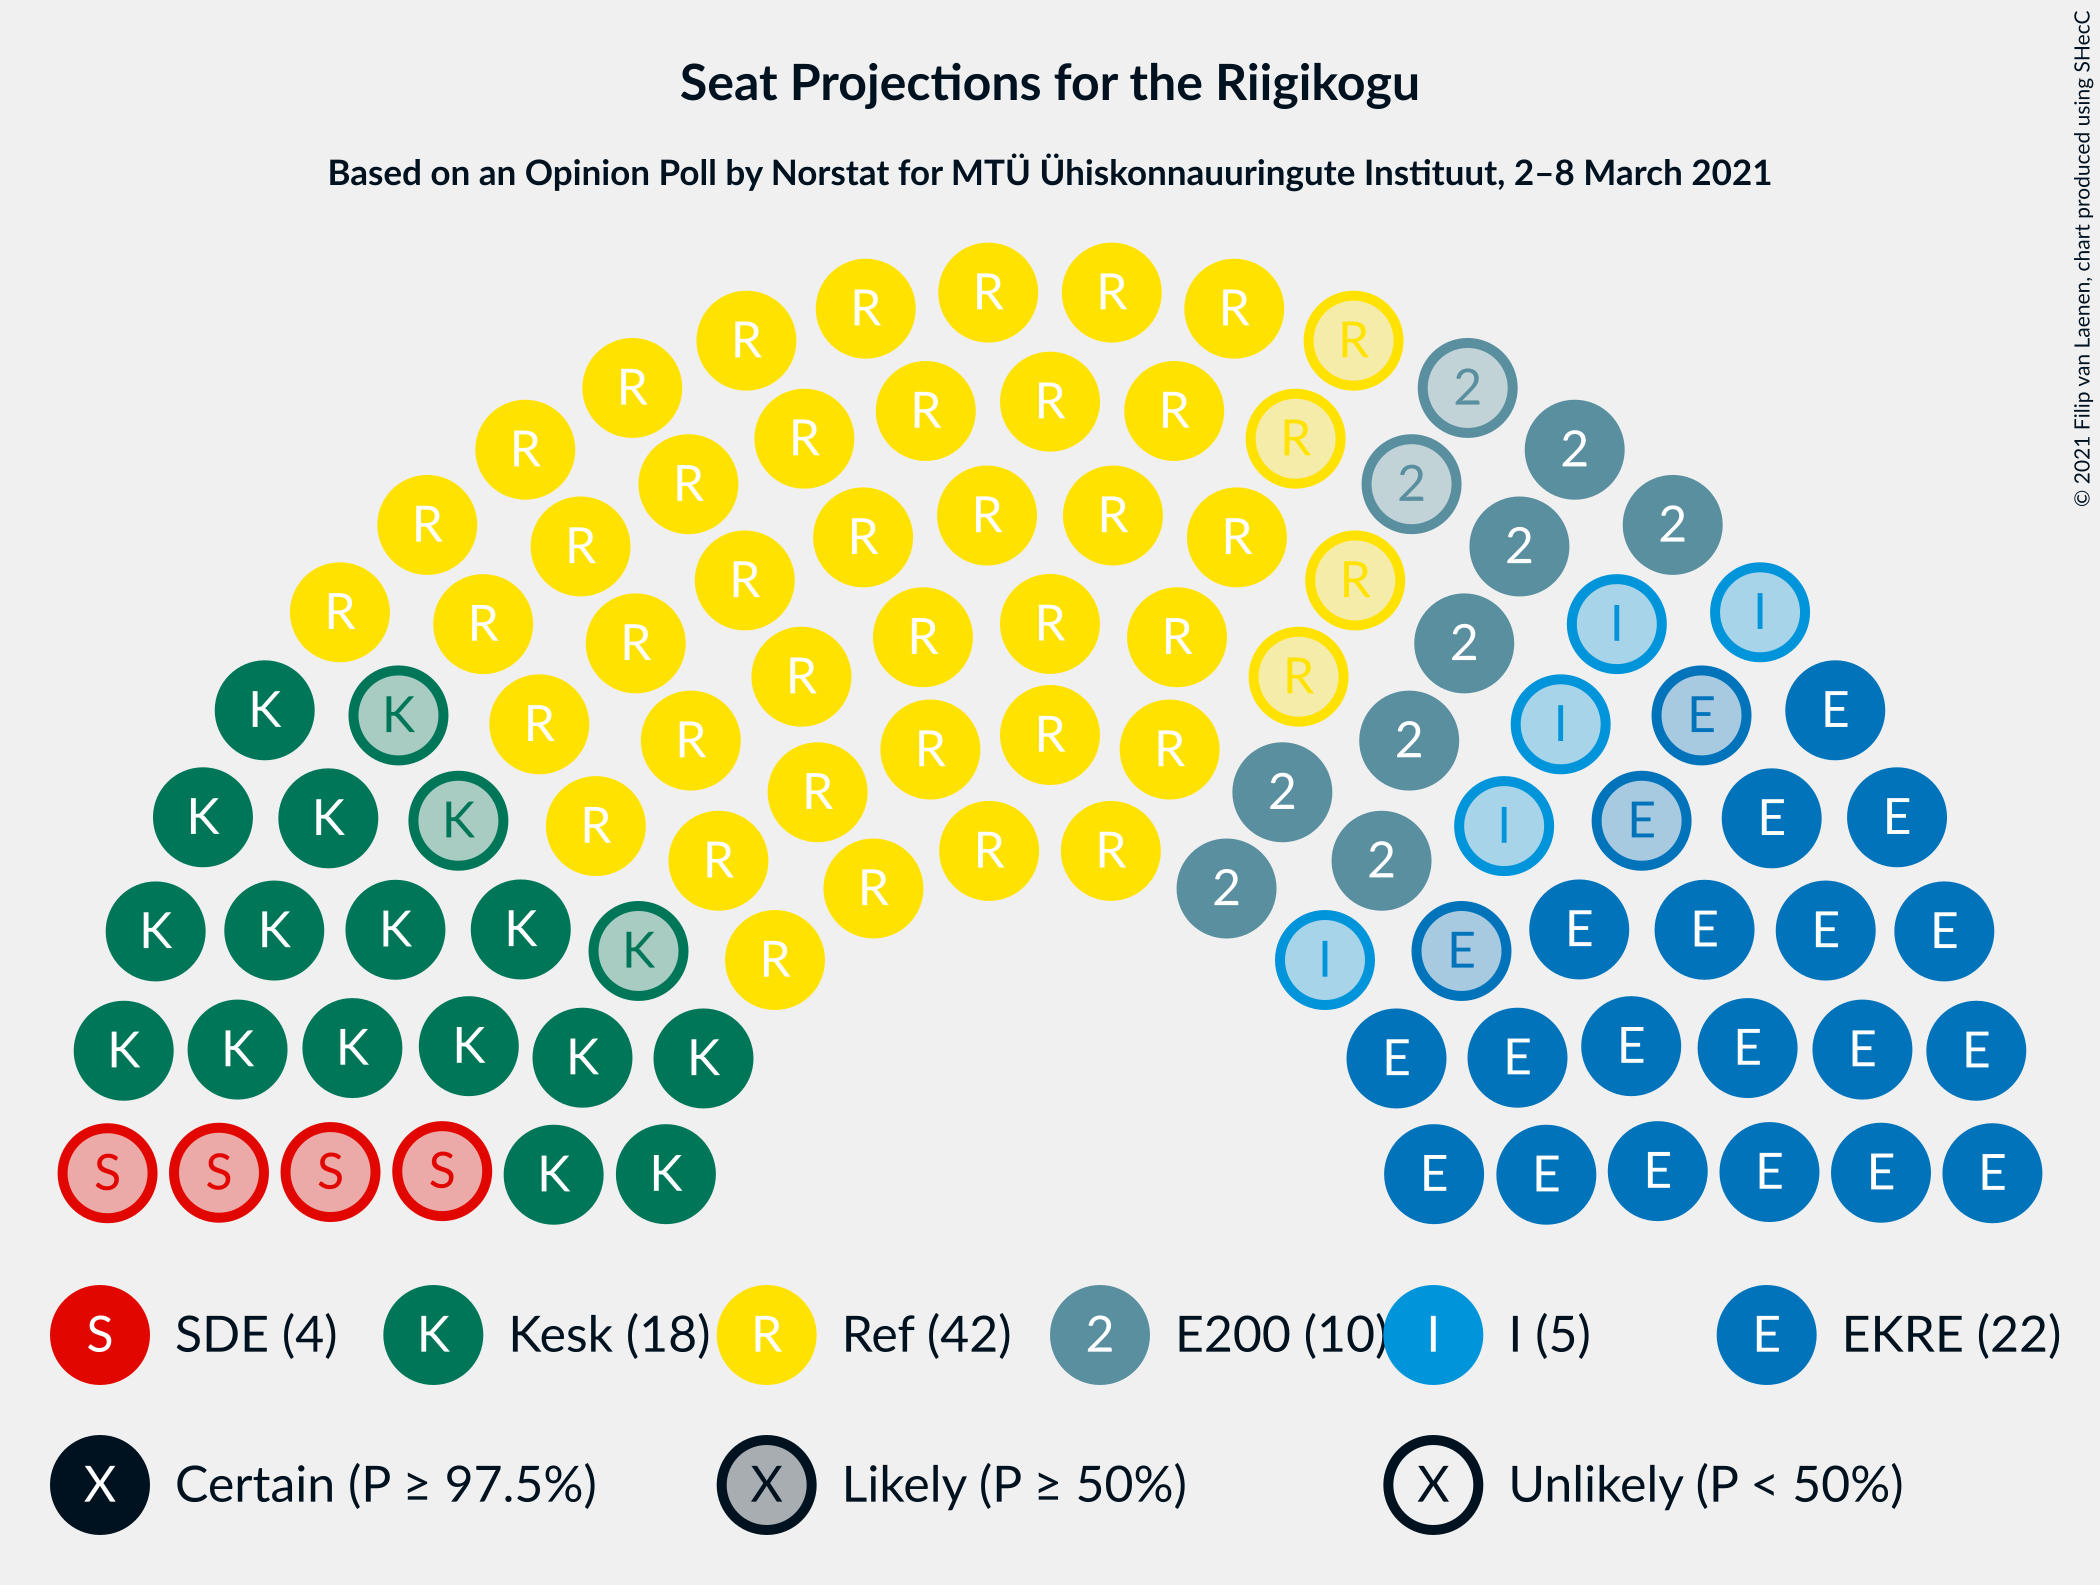 Seat Projections for the Riigikogu
Based on an Opinion Poll by Norstat for MTÜ Ühiskonnauuringute Instituut, 2–8 March 2021
© 2021 Filip van Laenen, chart produced using SHecC
R R R R
R R R 2
R R R R R R 2
R R 2 2
R R R R 2
R R R I I
R R R R R 2
K K R R E E
R R R R 2 I
K K K R R 2 I E E E
R R R 2
R R 2
K K K K K R I E E E E E
K K K K K K E E E E E E
S S S S K K E E E E E E
S SDE (4) K Kesk (18) R Ref (42) 2 E200 (10) I I (5) E EKRE (22)
X Certain (P ≥ 97.5%) X Likely (P ≥ 50%) X Unlikely (P < 50%)